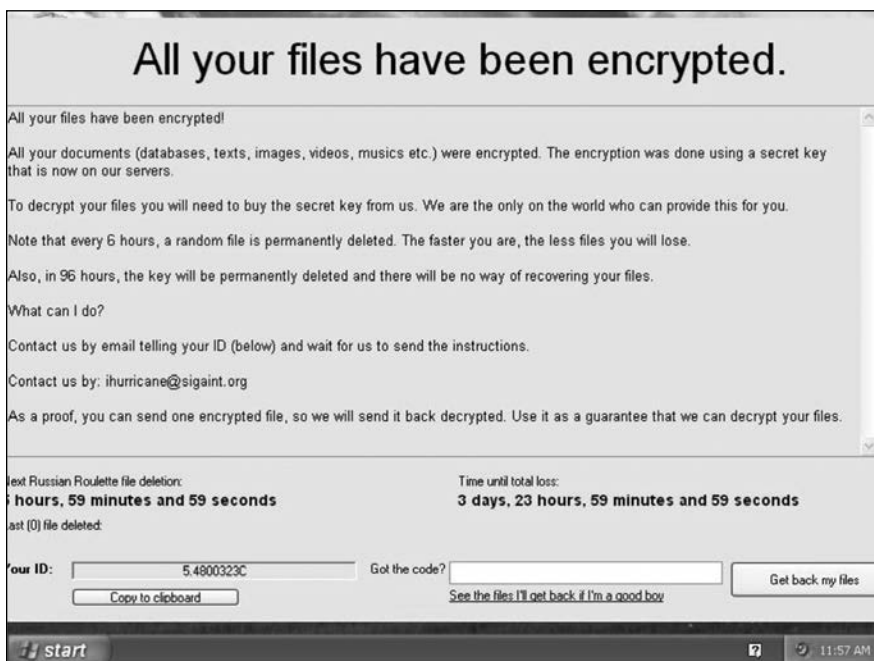 All your files have been encrypted.
All your files have been encrypted!
All your documents (databases, texts, images, videos, musics etc.) were encrypted. The encryption was done using a secret key
that is now on our servers.
To decrypt your files you will need to buy the secret key from us. We are the only on the world who can provide this for you.
Note that every 6 hours, a random file is permanently deleted. The faster you are, the less files you will lose.
Also, in 96 hours, the key will be permanently deleted and there will be no way of recovering your files.
What can I do?
Contact us by email telling your ID (below) and wait for us to send the instructions.
Contact us by: ihurricane@sigaint.org
As a proof, you can send one encrypted file, so we will send it back decrypted. Use it as a guarantee that we can decrypt your files.
Next Russian Roulette file deletion:
5 hours, 59 minutes and 59 seconds
Last (0) file deleted:
Time until total loss:
3 days, 23 hours, 59 minutes and 59 seconds
Your ID: 5.4800323C
Copy to clipboard
Got the code?
See the files I'll get back if I'm a good boy
Get back my files
start
? 11:57 AM